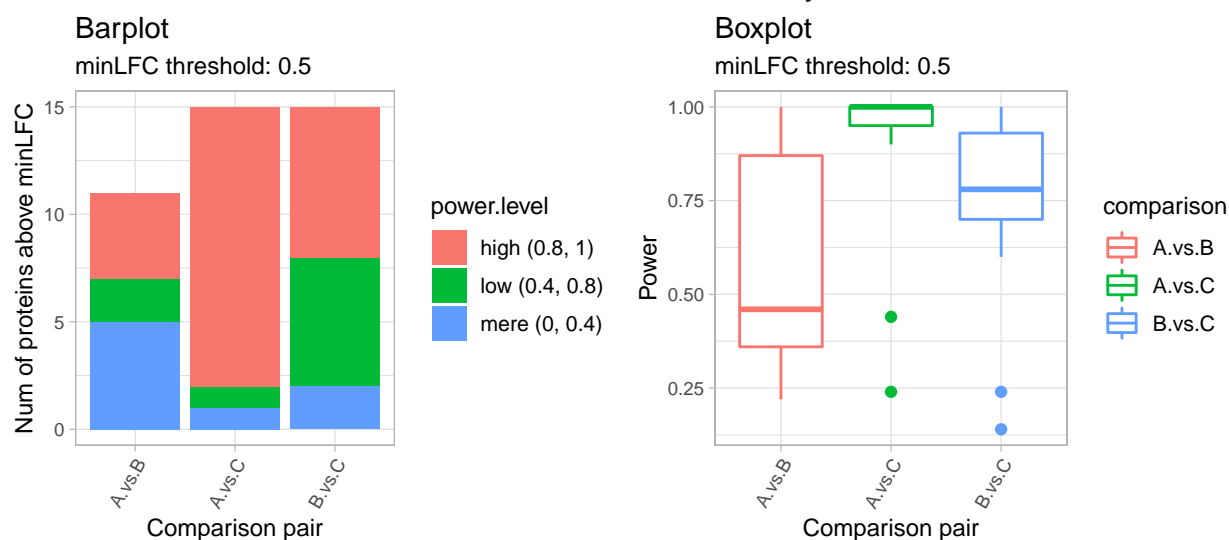 Barplot
minLFC threshold: 0.5
Num of proteins above minLFC
15
10
5
0
A.vs.B
A.vs.C
B.vs.C
Comparison pair
power.level
high (0.8, 1)
low (0.4, 0.8)
mere (0, 0.4)
Boxplot
minLFC threshold: 0.5
Power
1.00
0.75
0.50
0.25
A.vs.B
A.vs.C
B.vs.C
Comparison pair
comparison
A.vs.B
A.vs.C
B.vs.C